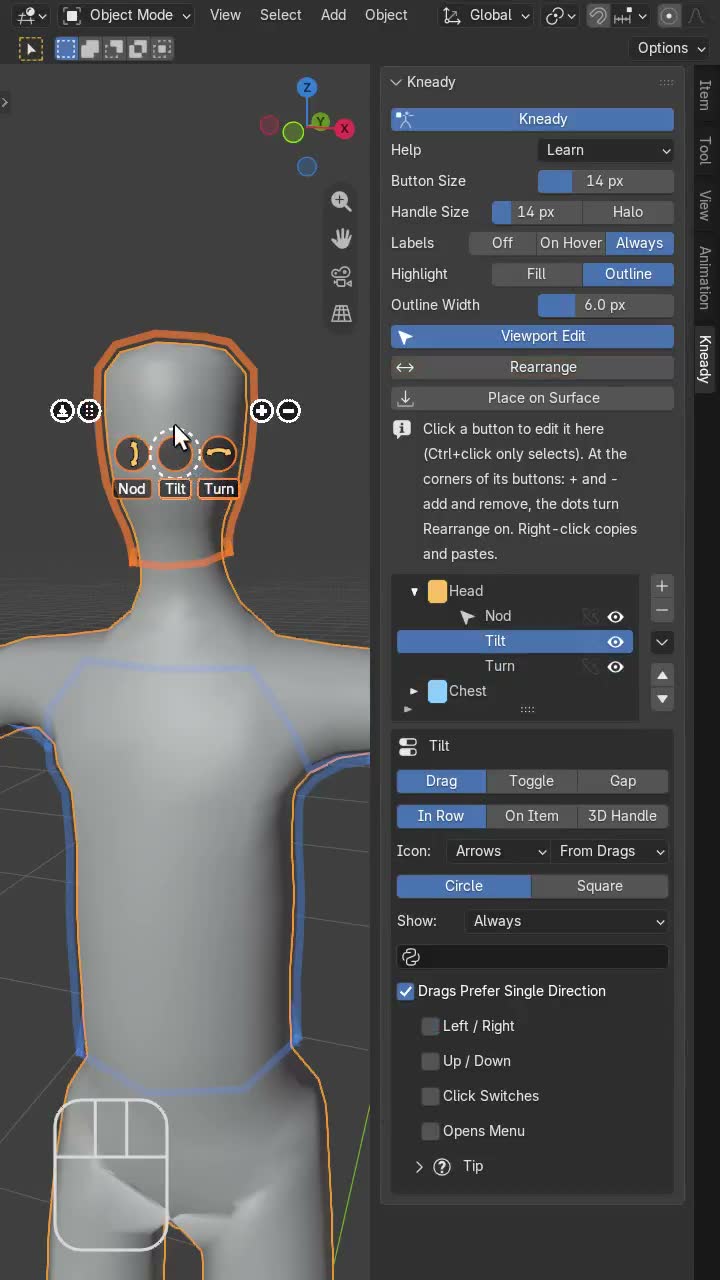 Object Mode
View
Select
Add
Object
Global
Options
Z
Y
X
Kneady
Kneady
Help
Learn
Button Size
14 px
Handle Size
14 px
Halo
Labels
Off
On Hover
Always
Highlight
Fill
Outline
Outline Width
6.0 px
Viewport Edit
Rearrange
Place on Surface
Click a button to edit it here
(Ctrl+click only selects). At the
corners of its buttons: + and -
add and remove, the dots turn
Rearrange on. Right-click copies
and pastes.
Head
Nod
Tilt
Turn
Chest
Tilt
Drag
Toggle
Gap
In Row
On Item
3D Handle
Icon:
Arrows
From Drags
Circle
Square
Show:
Always
Drags Prefer Single Direction
Left / Right
Up / Down
Click Switches
Opens Menu
Tip
Item
Tool
View
Animation
Kneady
Nod
Tilt
Turn